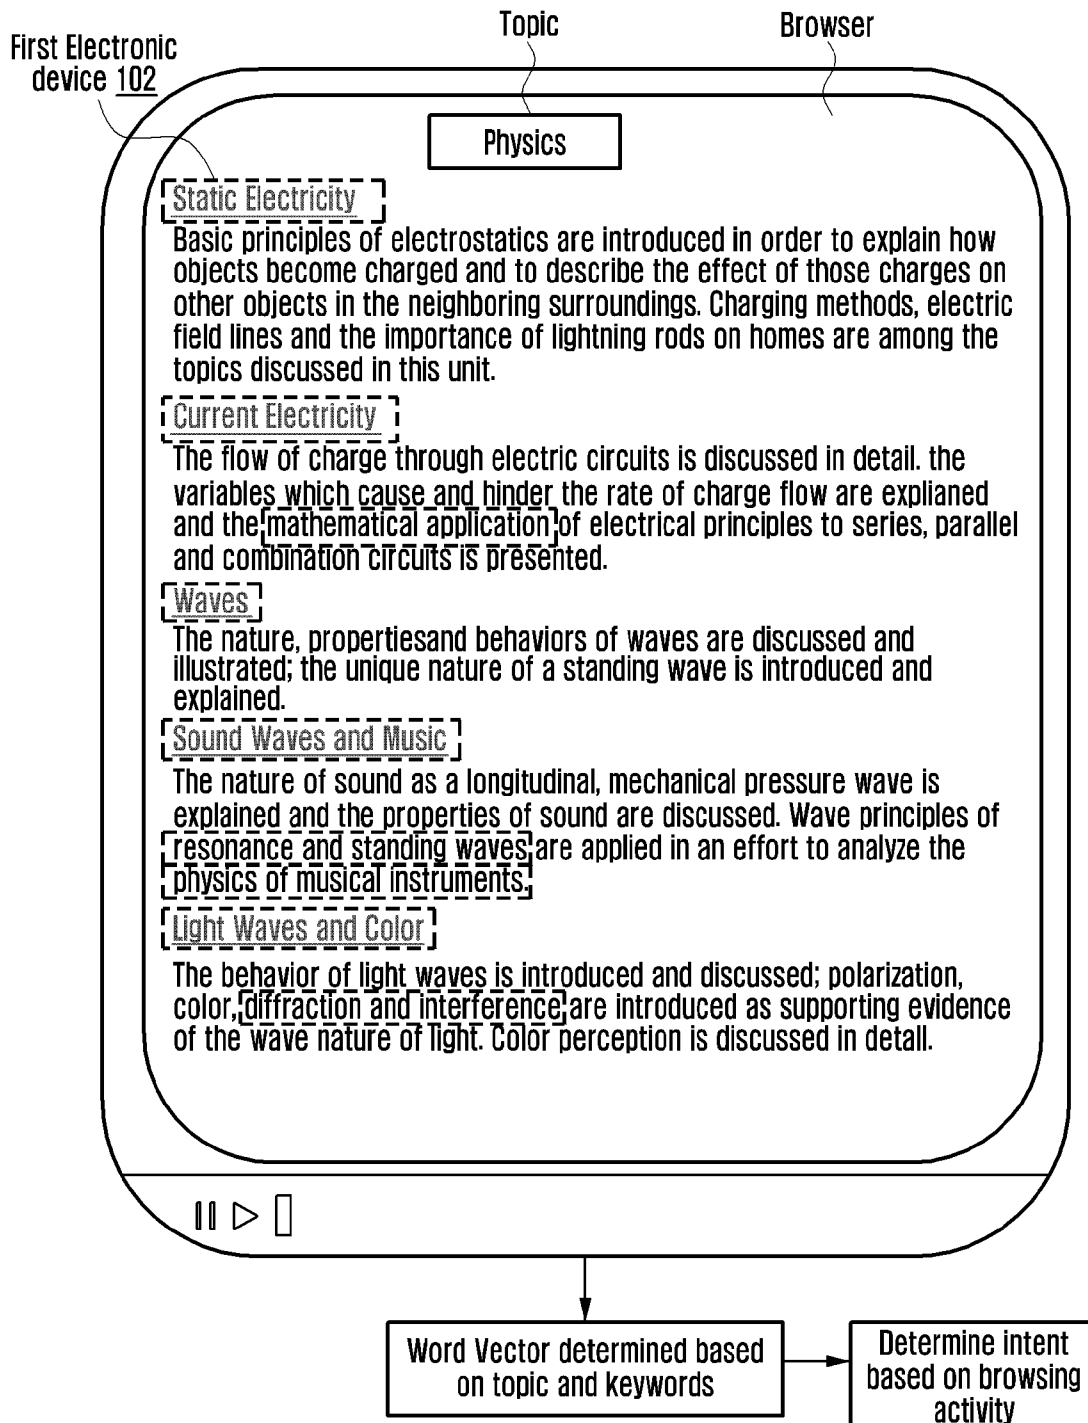 Topic
Browser
First Electronic
device 102
Physics
Static Electricity
Basic principles of electrostatics are introduced in order to explain how
objects become charged and to describe the effect of those charges on
other objects in the neighboring surroundings. Charging methods, electric
field lines and the importance of lightning rods on homes are among the
topics discussed in this unit.
Current Electricity
The flow of charge through electric circuits is discussed in detail. the
variables which cause and hinder the rate of charge flow are explianed
and the mathematical application of electrical principles to series, parallel
and combination circuits is presented.
Waves
The nature, propertiesand behaviors of waves are discussed and
illustrated; the unique nature of a standing wave is introduced and
explained.
Sound Waves and Music
The nature of sound as a longitudinal, mechanical pressure wave is
explained and the properties of sound are discussed. Wave principles of
resonance and standing waves are applied in an effort to analyze the
physics of musical instruments.
Light Waves and Color
The behavior of light waves is introduced and discussed; polarization,
color, diffraction and interference are introduced as supporting evidence
of the wave nature of light. Color perception is discussed in detail.
Word Vector determined based
on topic and keywords
Determine intent
based on browsing
activity